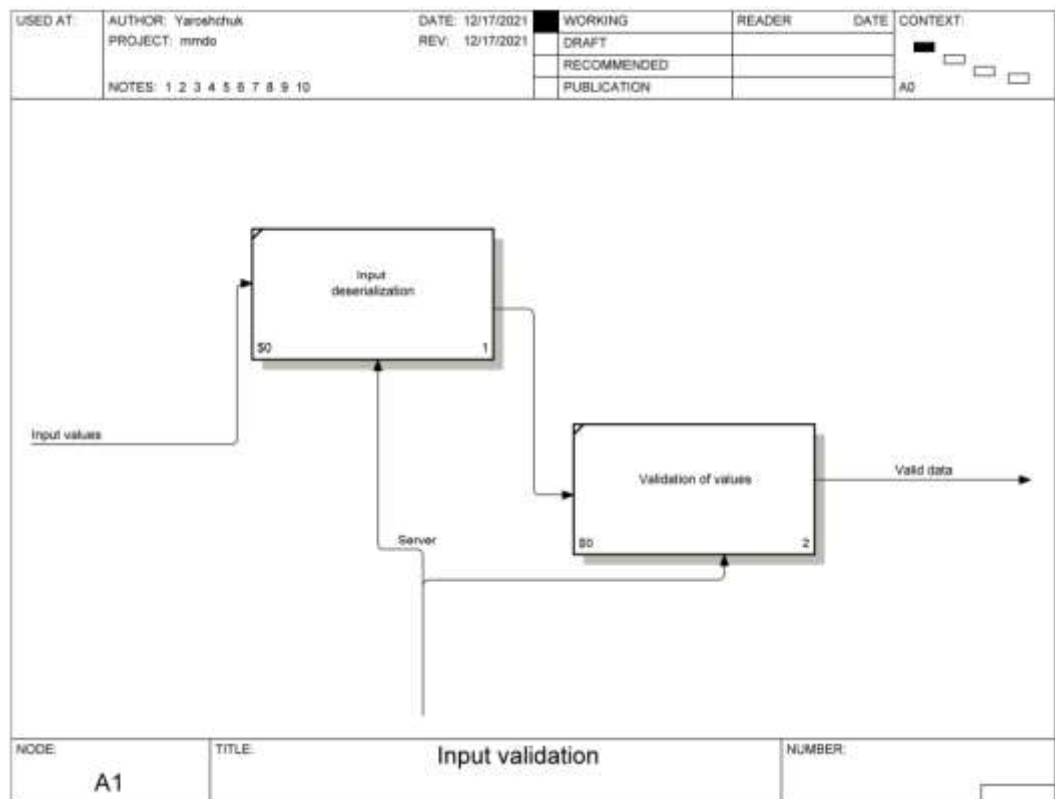 USED AT:
AUTHOR: Yaroshchuk
DATE: 12/17/2021
PROJECT: mmdo
REV: 12/17/2021
NOTES: 1 2 3 4 5 6 7 8 9 10
WORKING
DRAFT
RECOMMENDED
PUBLICATION
READER
DATE
CONTEXT:
A0
Input
deserialization
$0
1
Input values
Validation of values
$0
2
Valid data
Server
NODE:
A1
TITLE:
Input validation
NUMBER: